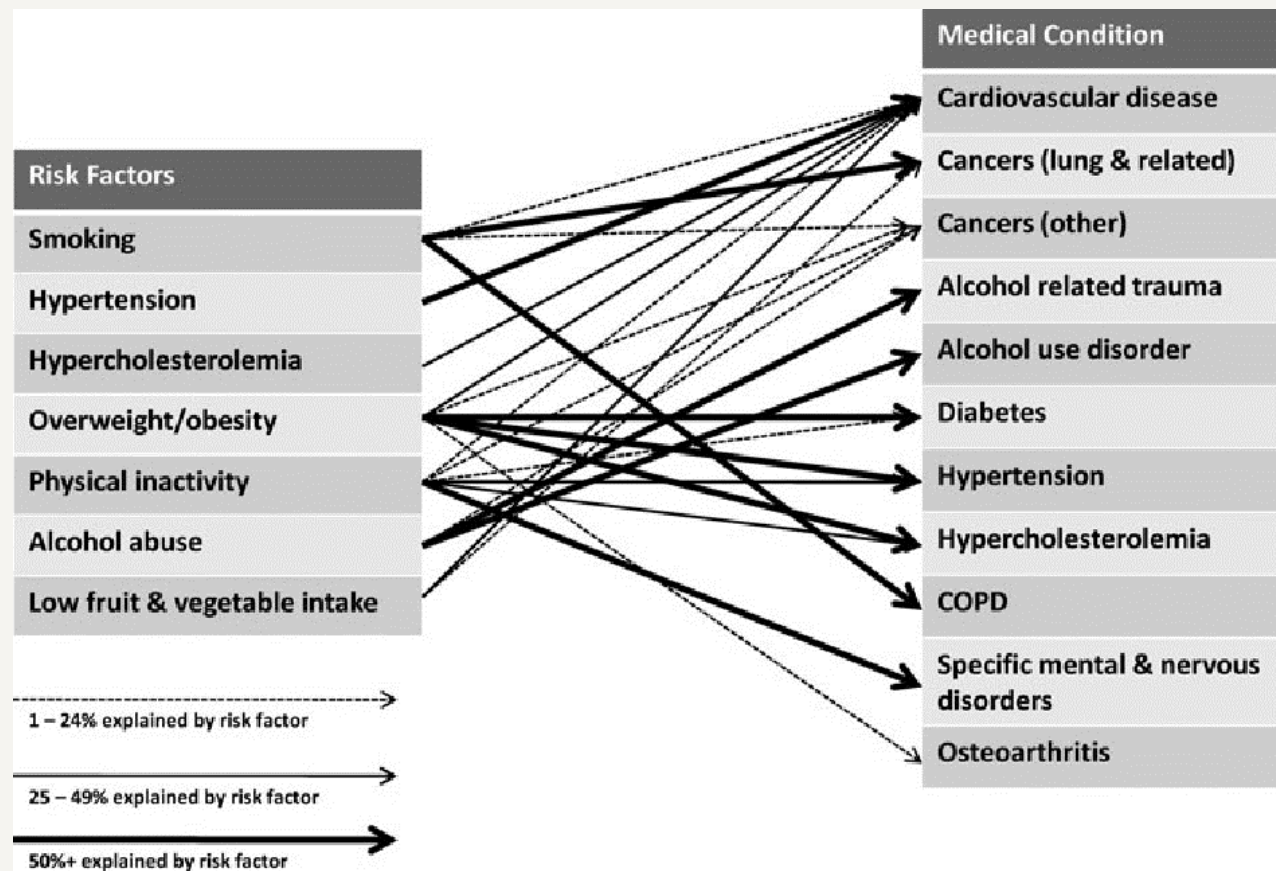 Risk Factors
Smoking
Hypertension
Hypercholesterolemia
Overweight/obesity
Physical inactivity
Alcohol abuse
Low fruit & vegetable intake
1 – 24% explained by risk factor
25 – 49% explained by risk factor
50%+ explained by risk factor
Medical Condition
Cardiovascular disease
Cancers (lung & related)
Cancers (other)
Alcohol related trauma
Alcohol use disorder
Diabetes
Hypertension
Hypercholesterolemia
COPD
Specific mental & nervous
disorders
Osteoarthritis